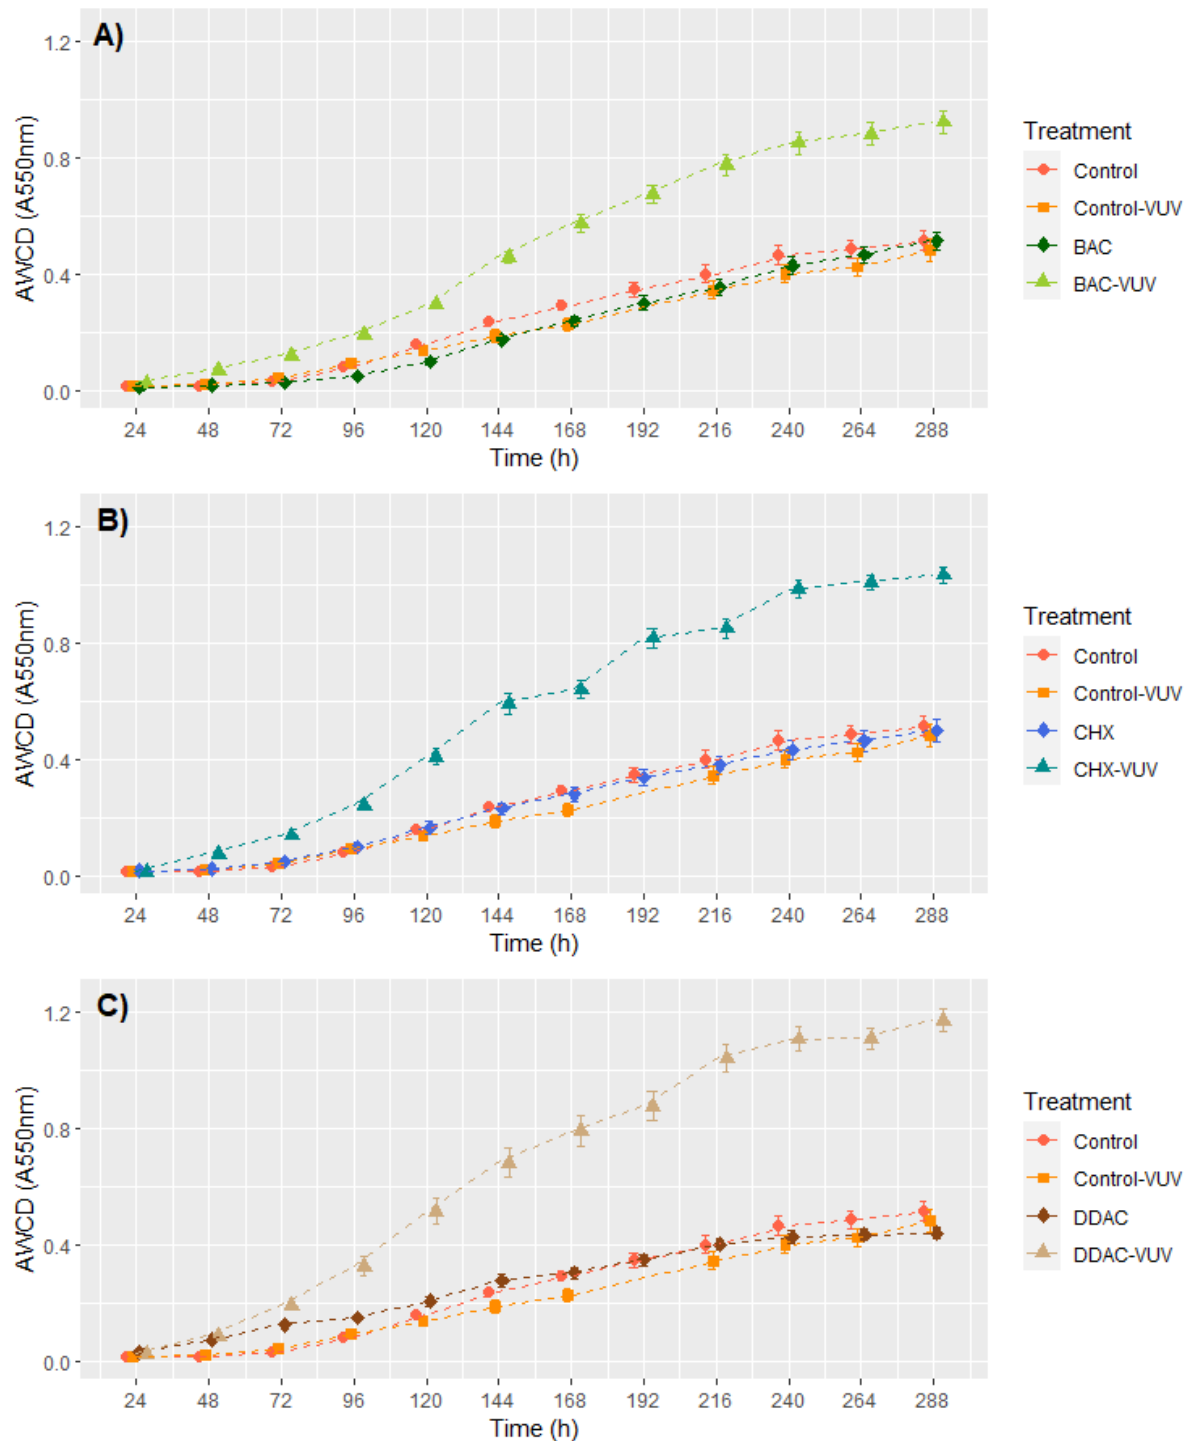 A)
1.2
0.8
0.4
0.0
AWCD (A550nm)
24 48 72 96 120 144 168 192 216 240 264 288
Time (h)
Treatment
Control
Control-VUV
BAC
BAC-VUV
B)
1.2
0.8
0.4
0.0
AWCD (A550nm)
24 48 72 96 120 144 168 192 216 240 264 288
Time (h)
Treatment
Control
Control-VUV
CHX
CHX-VUV
C)
1.2
0.8
0.4
0.0
AWCD (A550nm)
24 48 72 96 120 144 168 192 216 240 264 288
Time (h)
Treatment
Control
Control-VUV
DDAC
DDAC-VUV